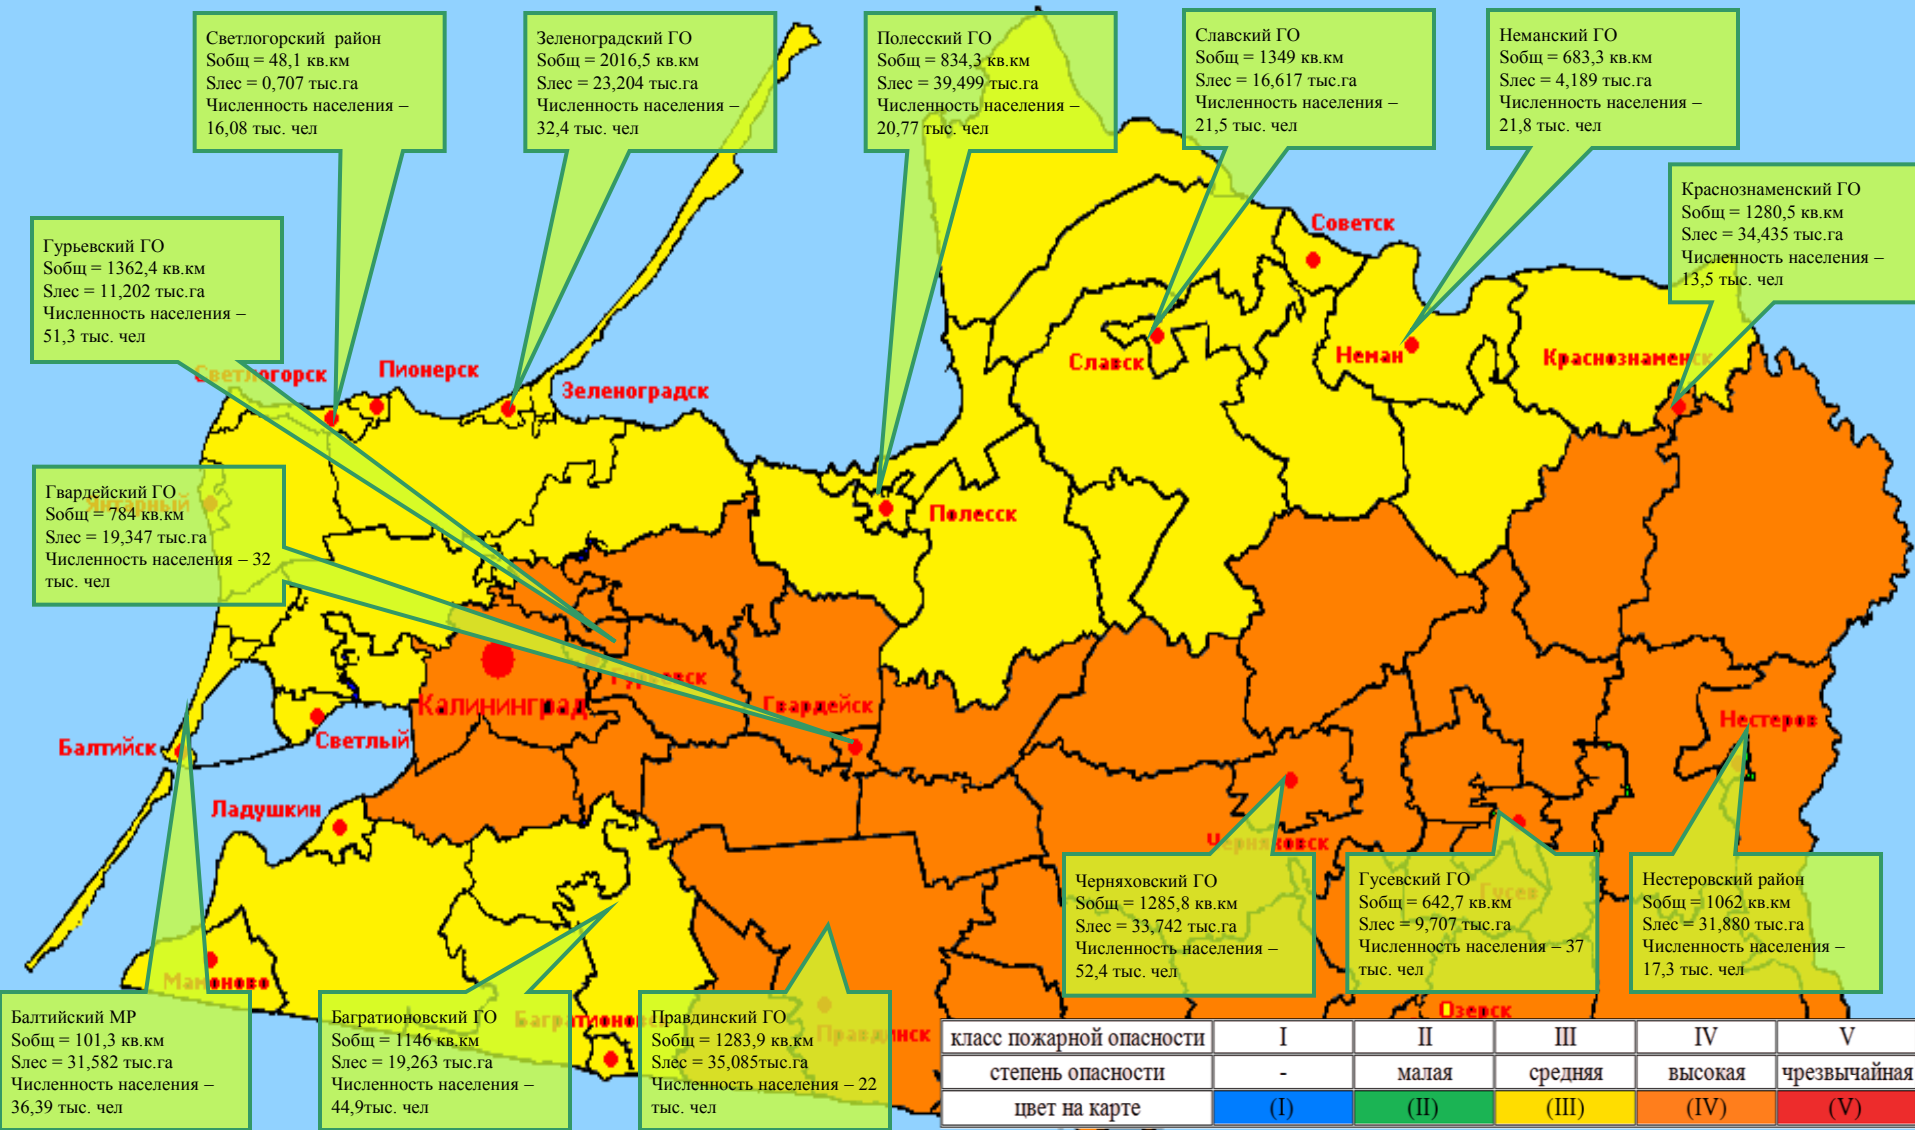 Светлогорский район
Sобщ = 48,1 кв.км
Sлес = 0,707 тыс.га
Численность населения –
16,08 тыс. чел
Зеленоградский ГО
Sобщ = 2016,5 кв.км
Sлес = 23,204 тыс.га
Численность населения –
32,4 тыс. чел
Полесский ГО
Sобщ = 834,3 кв.км
Sлес = 39,499 тыс.га
Численность населения –
20,77 тыс. чел
Славский ГО
Sобщ = 1349 кв.км
Sлес = 16,617 тыс.га
Численность населения –
21,5 тыс. чел
Неманский ГО
Sобщ = 683,3 кв.км
Sлес = 4,189 тыс.га
Численность населения –
21,8 тыс. чел
Краснознаменский ГО
Sобщ = 1280,5 кв.км
Sлес = 34,435 тыс.га
Численность населения –
13,5 тыс. чел
Гурьевский ГО
Sобщ = 1362,4 кв.км
Sлес = 11,202 тыс.га
Численность населения –
51,3 тыс. чел
Советск
Славск
Неман
Краснознаменск
Светлогорск
Пионерск
Зеленоградск
Гвардейский ГО
Sобщ = 784 кв.км
Sлес = 19,347 тыс.га
Численность населения – 32
тыс. чел
Янтарный
Полесск
Гурьевск
Калининград
Гвардейск
Нестеров
Балтийск
Светлый
Ладушкин
Черняховск
Гусев
Черняховский ГО
Sобщ = 1285,8 кв.км
Sлес = 33,742 тыс.га
Численность населения –
52,4 тыс. чел
Гусевский ГО
Sобщ = 642,7 кв.км
Sлес = 9,707 тыс.га
Численность населения – 37
тыс. чел
Нестеровский район
Sобщ = 1062 кв.км
Sлес = 31,880 тыс.га
Численность населения –
17,3 тыс. чел
Мамоново
Багратионовск
Правдинск
Озерск
Балтийский МР
Sобщ = 101,3 кв.км
Sлес = 31,582 тыс.га
Численность населения –
36,39 тыс. чел
Багратионовский ГО
Sобщ = 1146 кв.км
Sлес = 19,263 тыс.га
Численность населения –
44,9тыс. чел
Правдинский ГО
Sобщ = 1283,9 кв.км
Sлес = 35,085тыс.га
Численность населения – 22
тыс. чел
класс пожарной опасности I II III IV V
степень опасности - малая средняя высокая чрезвычайная
цвет на карте (I) (II) (III) (IV) (V)